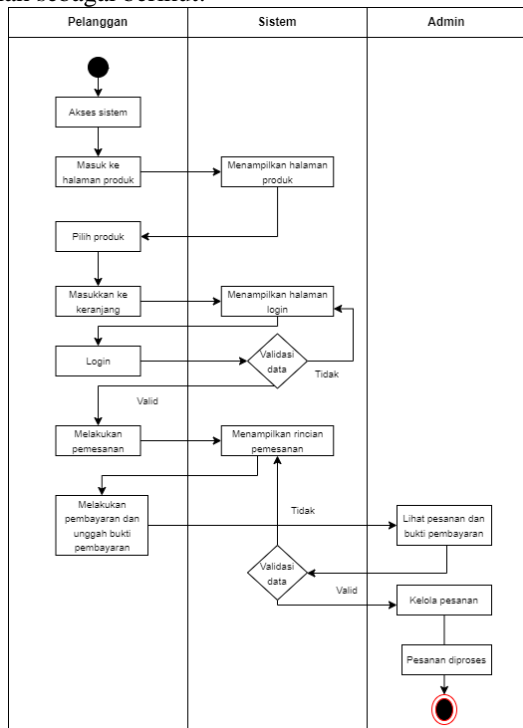 Pelanggan
Sistem
Admin
Akses sistem
Masuk ke
halaman produk
Menampilkan halaman
produk
Pilih produk
Masukkan ke
keranjang
Menampilkan halaman
login
Login
Validasi
data
Tidak
Valid
Melakukan
pemesanan
Menampilkan rincian
pemesanan
Melakukan
pembayaran dan
unggah bukti
pembayaran
Tidak
Lihat pesanan dan
bukti pembayaran
Validasi
data
Valid
Kelola pesanan
Pesanan diproses